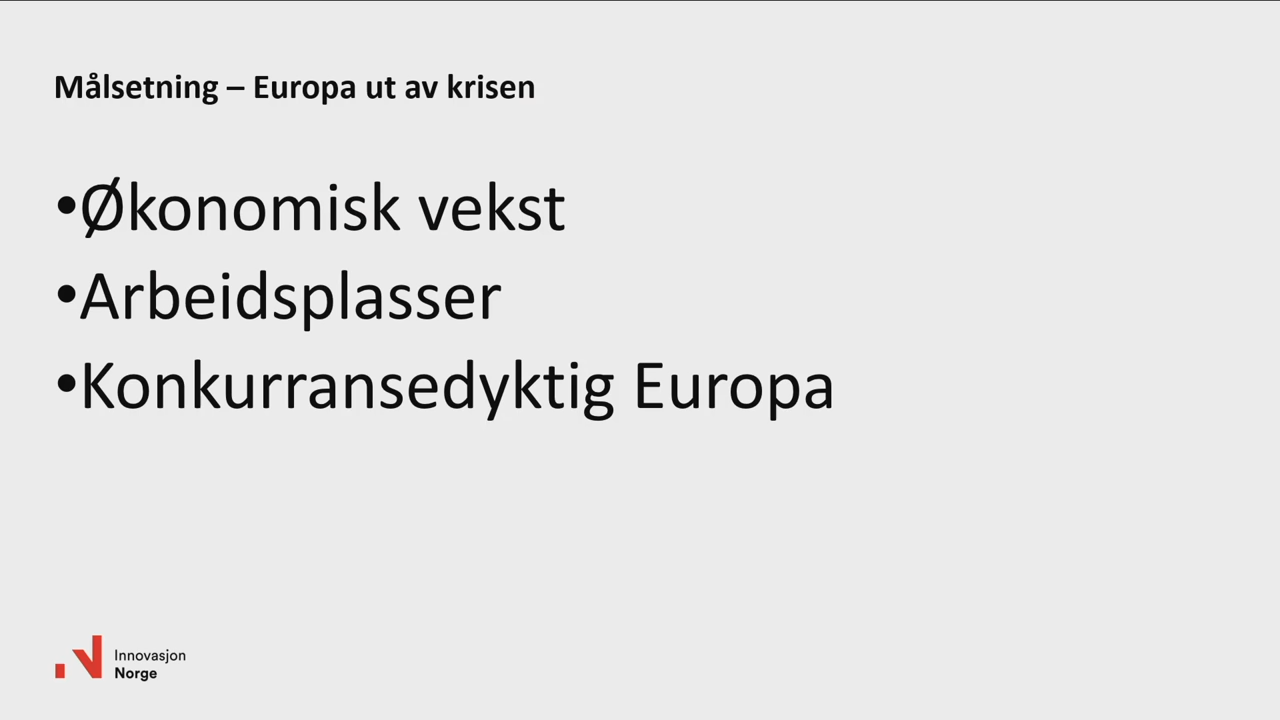 Målsetning – Europa ut av krisen
•Økonomisk vekst
•Arbeidsplasser
•Konkurransedyktig Europa
Innovasjon
Norge